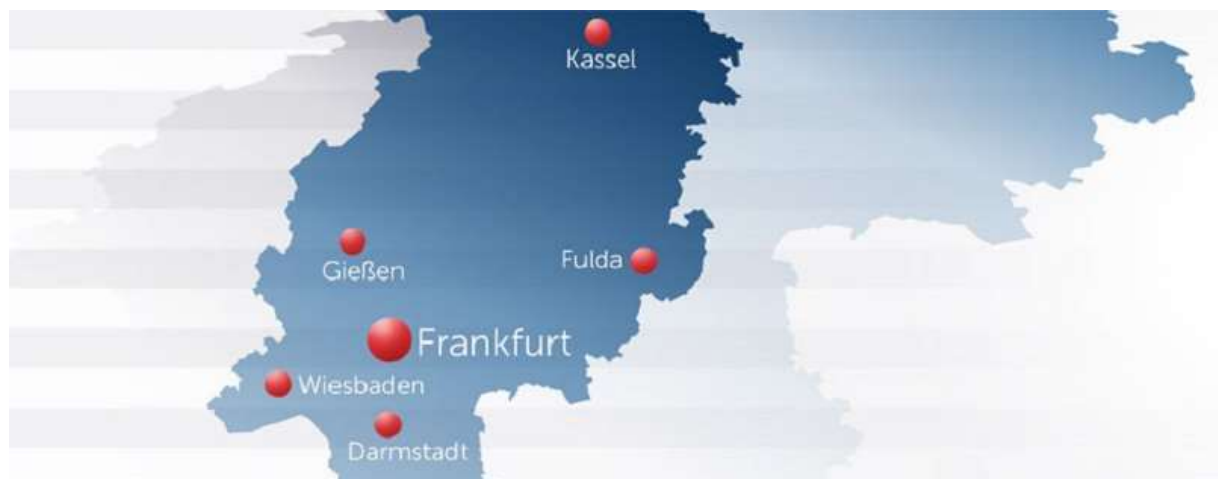 Kassel
Gießen
Fulda
Frankfurt
Wiesbaden
Darmstadt